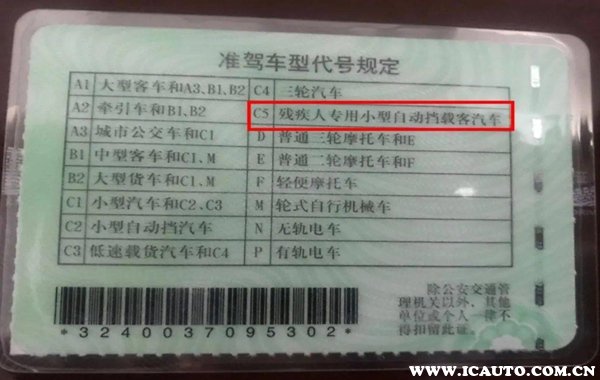 准驾车型代号规定
A1 大型客车和A3、B1、B2 C4 三轮汽车
A2 牵引车和B1、B2 C5 残疾人专用小型自动挡载客汽车
A3 城市公交车和C1 D 普通三轮摩托车和E
B1 中型客车C1、M E 普通二轮摩托车和F
B2 大型货车C1、M F 轻便摩托车
C1 小型汽车和C2、C3 M 轮式自行机械车
C2 小型自动挡汽车 N 无轨电车
C3 低速载货汽车和C4 P 有轨电车
除公安交通管
理机关以外，其他
单位或个人一律不
得扣留此证。
*3240037095302*
爱卡汽车
www.icauto.com.cn